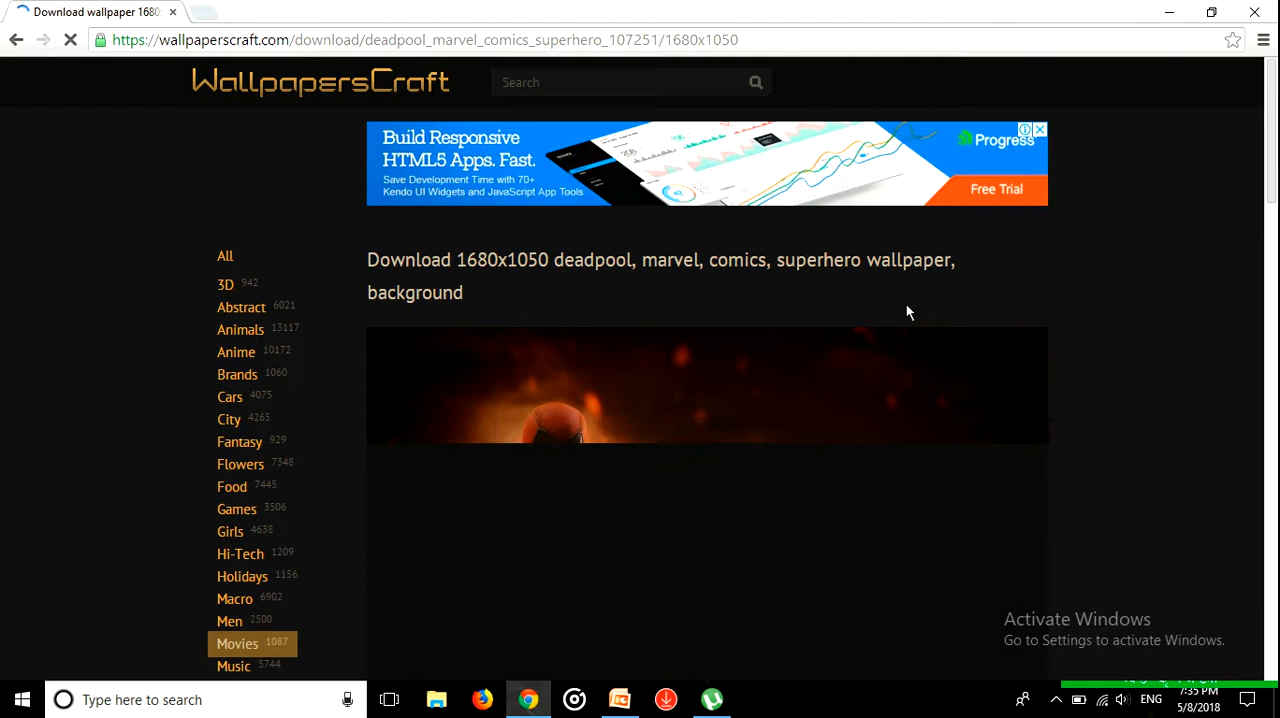 Download wallpaper 1680
https://wallpaperscraft.com/download/deadpool_marvel_comics_superhero_107251/1680x1050
WallpapersCraft
Search
Build Responsive
HTML5 Apps. Fast.
Save Development Time with 70+
Kendo UI Widgets and JavaScript App Tools
Progress
Free Trial
Download 1680x1050 deadpool, marvel, comics, superhero wallpaper,
background
All
3D 942
Abstract 6021
Animals 13117
Anime 10172
Brands 1060
Cars 4075
City 4265
Fantasy 929
Flowers 7348
Food 7445
Games 3506
Girls 4638
Hi-Tech 1209
Holidays 1156
Macro 6902
Men 2500
Movies 1087
Music 5744
Activate Windows
Go to Settings to activate Windows.
Type here to search
ENG
7:35 PM
5/8/2018